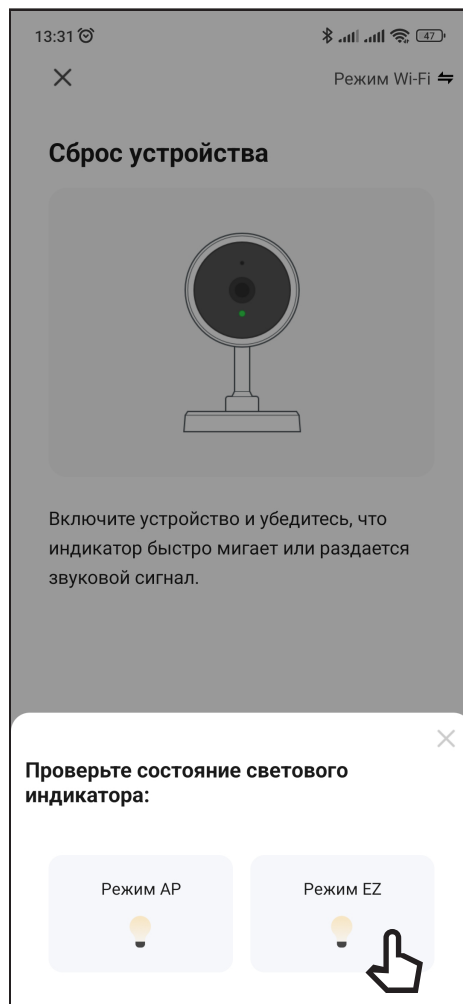 13:31
47
Режим Wi-Fi
Сброс устройства
Включите устройство и убедитесь, что
индикатор быстро мигает или раздается
звуковой сигнал.
Проверьте состояние светового
индикатора:
Режим AP
Режим EZ